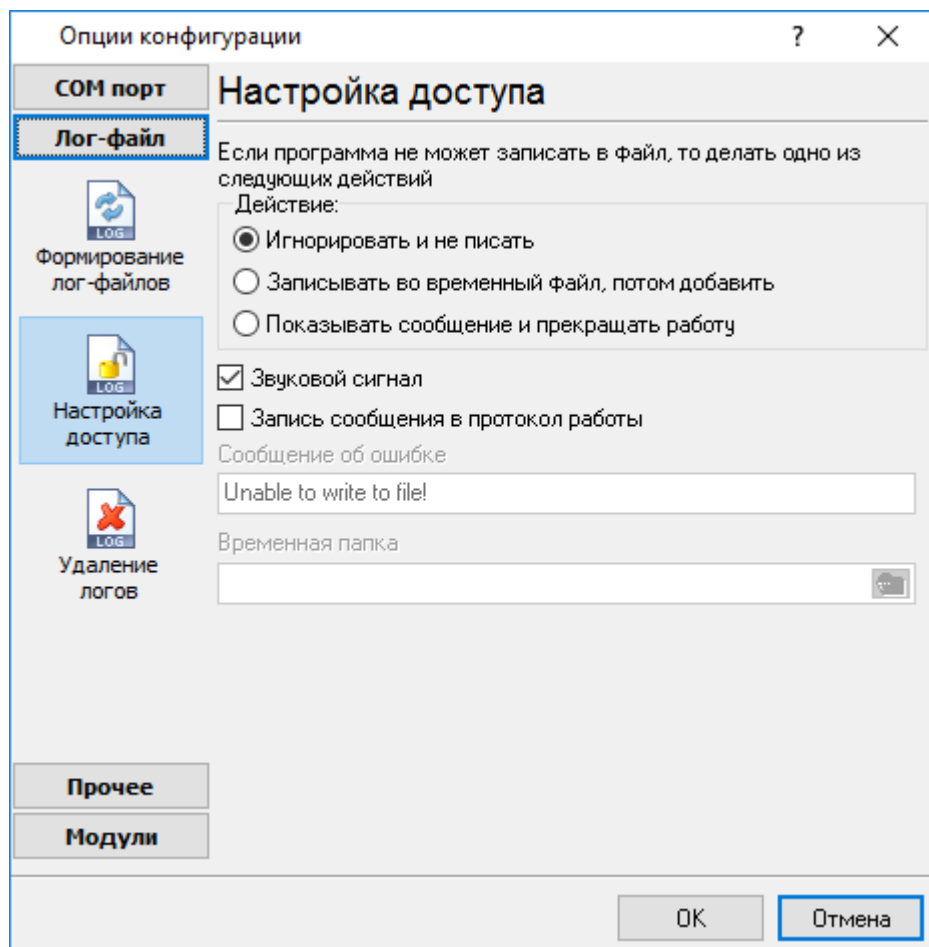 Опции конфигурации
?
COM порт
Лог-файл
LOG
Формирование
лог-файлов
LOG
Настройка
доступа
LOG
Удаление
логов
Прочее
Модули
Настройка доступа
Если программа не может записать в файл, то делать одно из
следующих действий
Действие:
Игнорировать и не писать
Записывать во временный файл, потом добавить
Показывать сообщение и прекращать работу
Звуковой сигнал
Запись сообщения в протокол работы
Сообщение об ошибке
Unable to write to file!
Временная папка
OK
Отмена